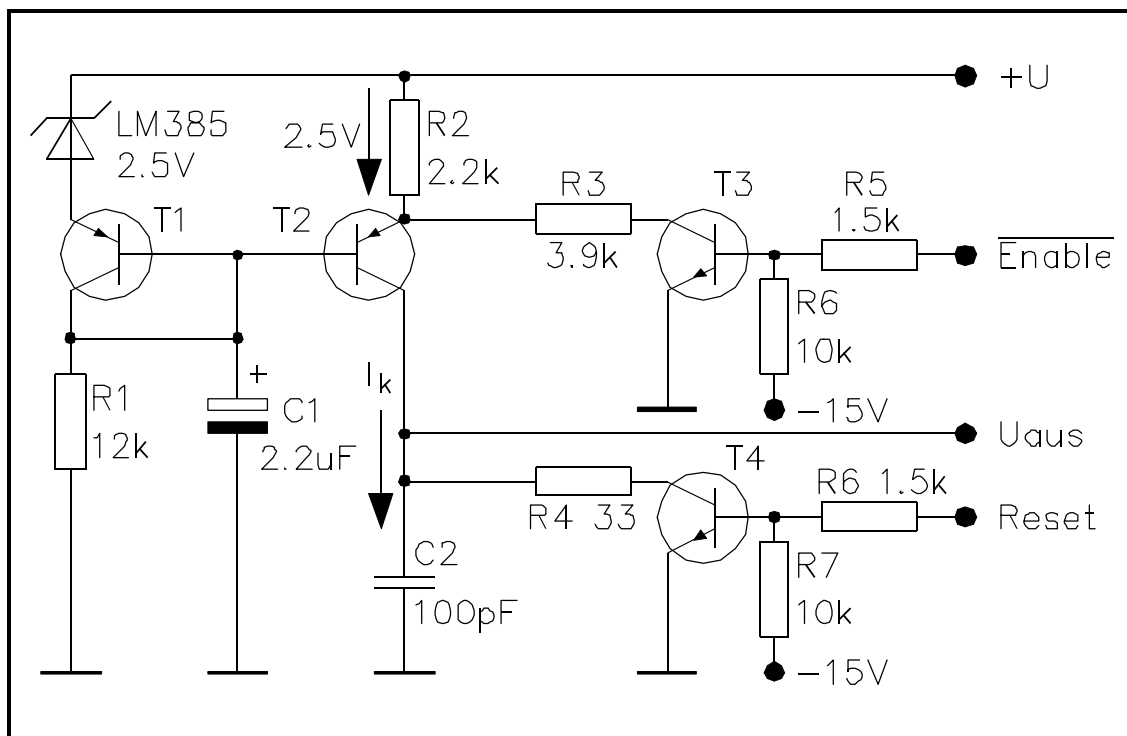 +U
LM385
2.5V
2.5V
R2
2.2k
T1
T2
R3
3.9k
T3
R5
1.5k
Enable
R6
10k
-15V
R1
12k
+
C1
2.2uF
Ik
Uaus
T4
R4 33
R6 1.5k
Reset
C2
100pF
R7
10k
-15V